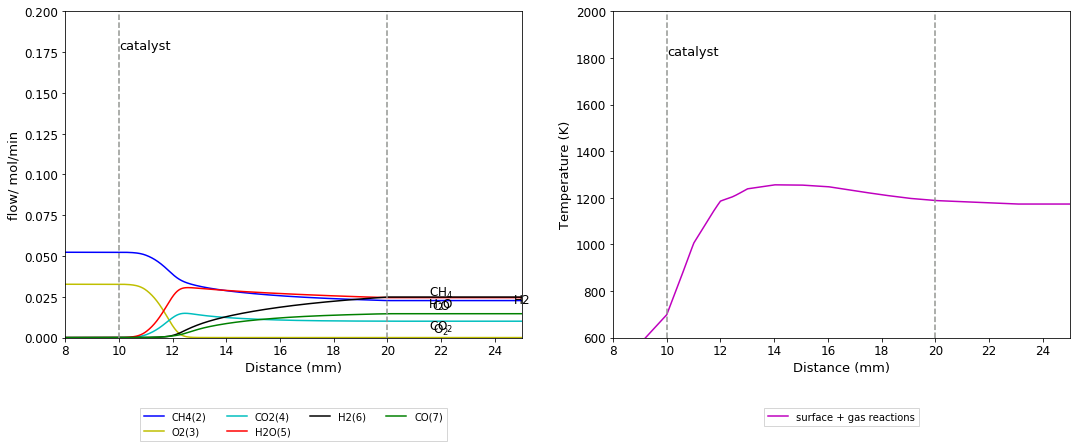 0.200
0.175
0.150
0.125
0.100
0.075
0.050
0.025
0.000
flow/ mol/min
catalyst
CH4
H2O
CO
H2
CO2
O2
8 10 12 14 16 18 20 22 24
Distance (mm)
CH4(2) CO2(4) H2(6) CO(7)
O2(3) H2O(5)
2000
1800
1600
1400
1200
1000
800
600
Temperature (K)
catalyst
8 10 12 14 16 18 20 22 24
Distance (mm)
surface + gas reactions